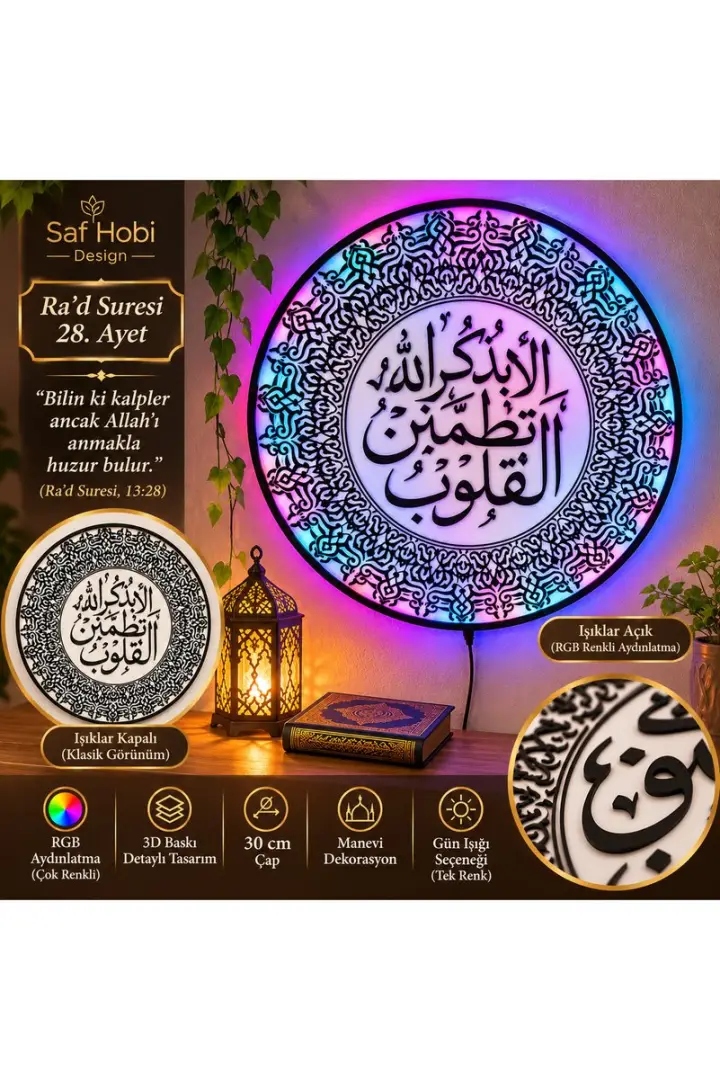 Saf Hobi
Design
Ra'd Suresi
28. Ayet
“Bilin ki kalpler
ancak Allah'ı
anmakla
huzur bulur.”
(Ra'd Suresi, 13:28)
الا بذكر الله
تطمئن
القلوب
الا بذكر الله
تطمئن
القلوب
Işıklar Açık
(RGB Renkli Aydınlatma)
Işıklar Kapalı
(Klasik Görünüm)
RGB
Aydınlatma
(Çok Renkli)
3D Baskı
Detaylı Tasarım
30 cm
Çap
Manevi
Dekorasyon
Gün Işığı
Seçeneği
(Tek Renk)